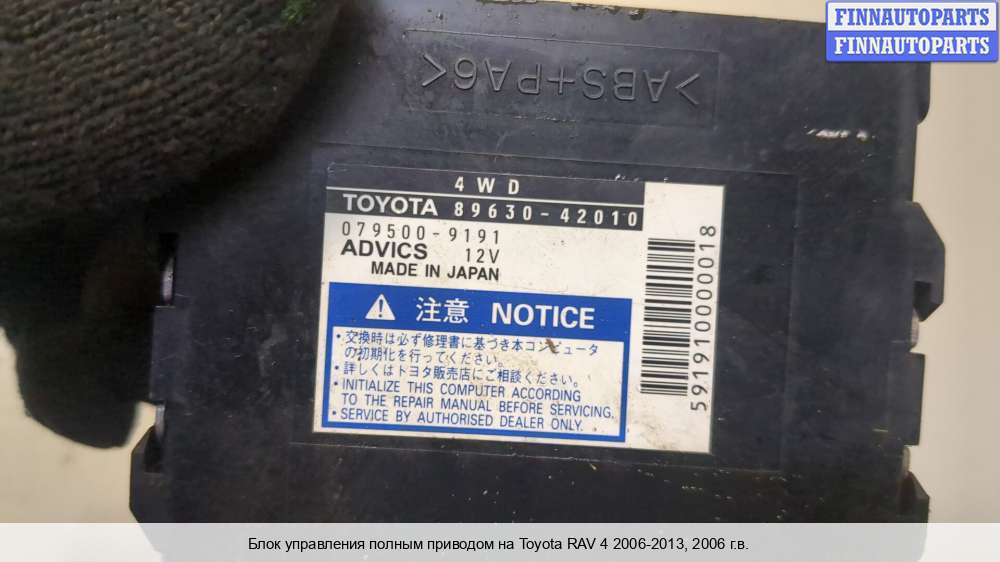 FINNAUTOPARTS
FINNAUTOPARTS
>ABS+PA6<
4WD
TOYOTA 89630-42010
079500-9191
ADVICS 12V
MADE IN JAPAN
注意 NOTICE
・交換時は必ず修理書に基づき本コンピュータ
の初期化を行ってください。
・詳しくはトヨタ販売店にご相談ください。
・INITIALIZE THIS COMPUTER ACCORDING
TO THE REPAIR MANUAL BEFORE SERVICING.
・SERVICE BY AUTHORISED DEALER ONLY.
59191000000018
Блок управления полным приводом на Toyota RAV 4 2006-2013, 2006 г.в.